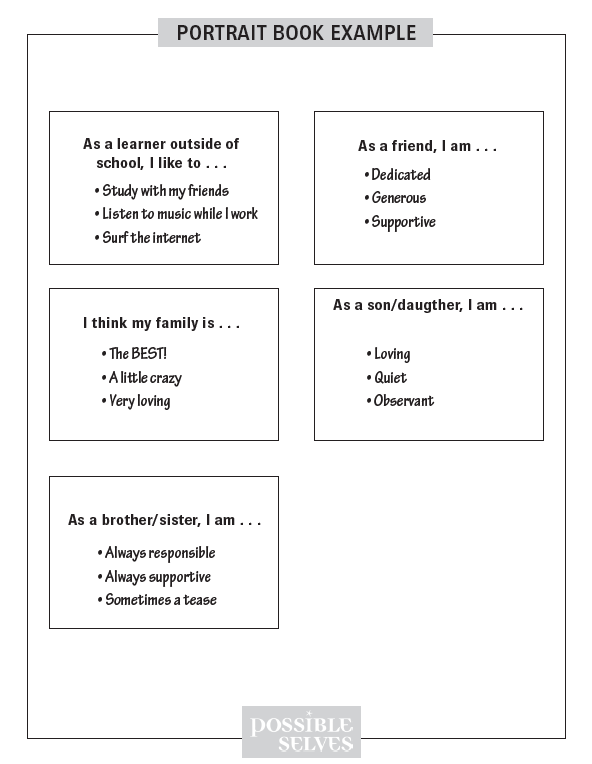 PORTRAIT BOOK EXAMPLE
As a learner outside of
school, I like to . . .
• Study with my friends
• Listen to music while I work
• Surf the internet
As a friend, I am . . .
• Dedicated
• Generous
• Supportive
I think my family is . . .
• The BEST!
• A little crazy
• Very loving
As a son/daugther, I am . . .
• Loving
• Quiet
• Observant
As a brother/sister, I am . . .
• Always responsible
• Always supportive
• Sometimes a tease
POSSIBLE
SELVES